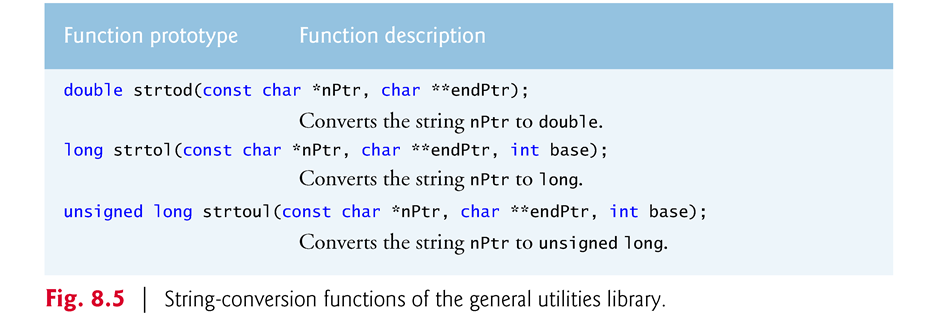 Function prototype Function description
double strtod(const char *nPtr, char **endPtr);
Converts the string nPtr to double.
long strtol(const char *nPtr, char **endPtr, int base);
Converts the string nPtr to long.
unsigned long strtoul(const char *nPtr, char **endPtr, int base);
Converts the string nPtr to unsigned long.
Fig. 8.5 | String-conversion functions of the general utilities library.